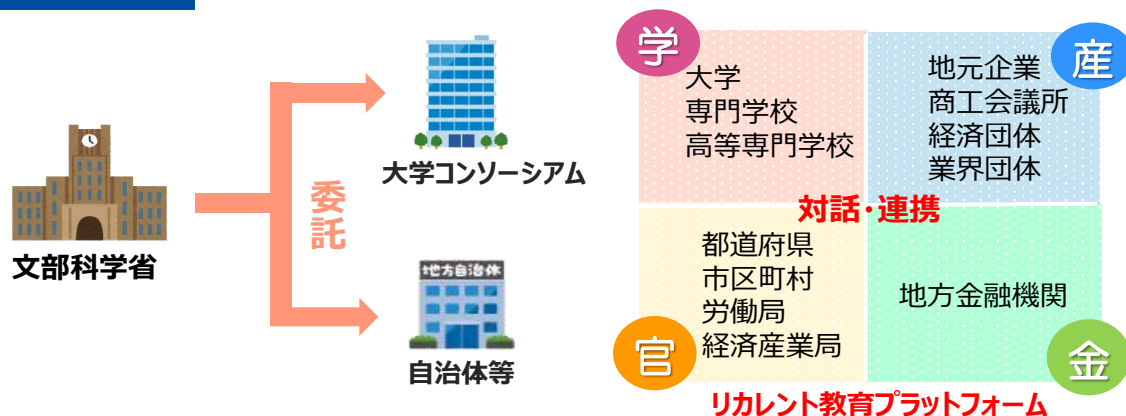 文部科学省
委託
大学コンソーシアム
地方自治体
自治体等
学
大学
専門学校
高等専門学校
産
地元企業
商工会議所
経済団体
業界団体
対話・連携
都道府県
市区町村
労働局
経済産業局
官
地方金融機関
金
リカレント教育プラットフォーム